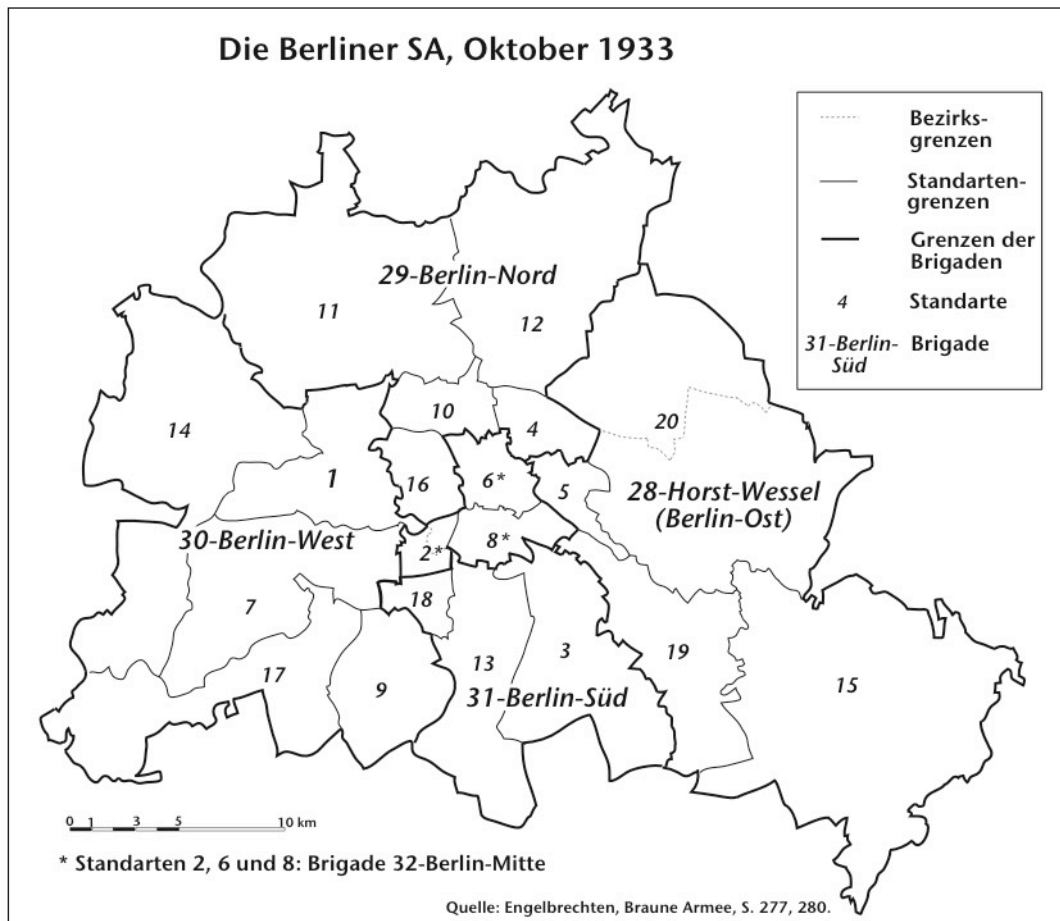 Die Berliner SA, Oktober 1933
Bezirks-
grenzen
Standarten-
grenzen
Grenzen der
Brigaden
4 Standarte
31-Berlin-
Süd Brigade
29-Berlin-Nord
11
12
10
4
20
14
1
16
6*
5
28-Horst-Wessel
(Berlin-Ost)
30-Berlin-West
2*
8*
7
18
17
9
13
3
19
15
31-Berlin-Süd
0 1 3 5 10 km
* Standarten 2, 6 und 8: Brigade 32-Berlin-Mitte
Quelle: Engelbrechten, Braune Armee, S. 277, 280.